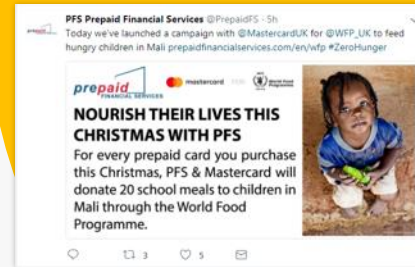 PFS Prepaid Financial Services @PrepaidFS · 5h
Today we've launched a campaign with @MastercardUK for @WFP_UK to feed
hungry children in Mali prepaidfinancialservices.com/en/wfp #ZeroHunger
prepaid
FINANCIAL SERVICES
mastercard
World Food
Programme
NOURISH THEIR LIVES THIS
CHRISTMAS WITH PFS
For every prepaid card you purchase
this Christmas, PFS & Mastercard will
donate 20 school meals to children in
Mali through the World Food
Programme.
3
5